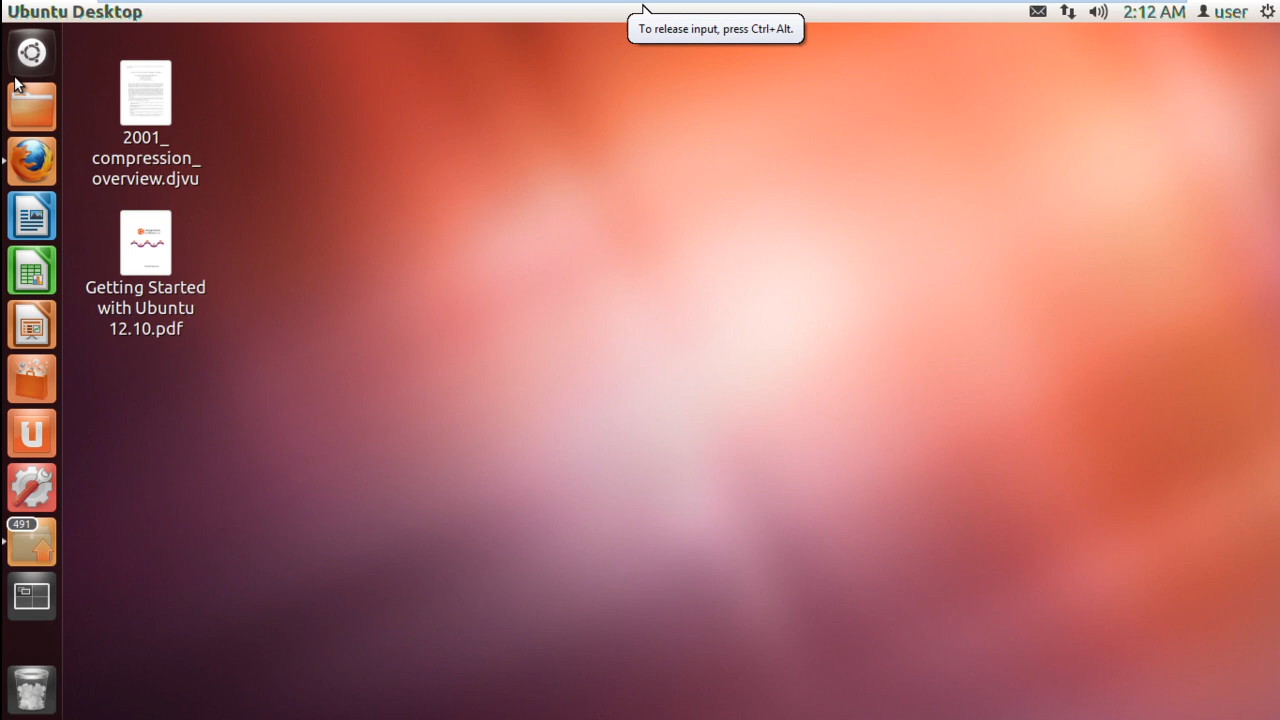 Ubuntu Desktop
2:12 AM
user
To release input, press Ctrl+Alt.
2001_
compression_
overview.djvu
Getting Started
with Ubuntu
12.10.pdf
491